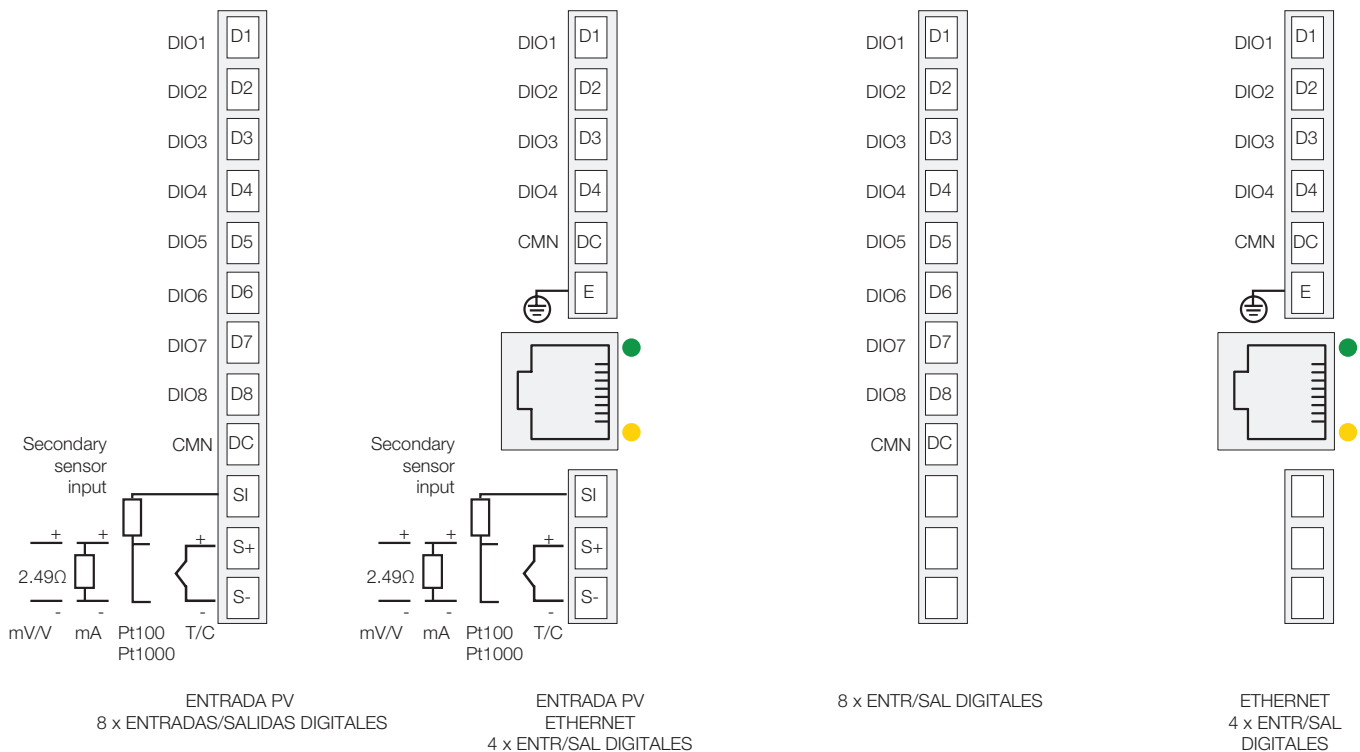 DIO1 D1
DIO2 D2
DIO3 D3
DIO4 D4
DIO5 D5
DIO6 D6
DIO7 D7
DIO8 D8
CMN DC
Secondary
sensor
input
SI
+ + + S+
2.49Ω
- - - S-
mV/V mA Pt100 T/C
Pt1000
ENTRADA PV
8 x ENTRADAS/SALIDAS DIGITALES
DIO1 D1
DIO2 D2
DIO3 D3
DIO4 D4
CMN DC
E
Secondary
sensor
input
SI
+ + + S+
2.49Ω
- - - S-
mV/V mA Pt100 T/C
Pt1000
ENTRADA PV
ETHERNET
4 x ENTR/SAL DIGITALES
DIO1 D1
DIO2 D2
DIO3 D3
DIO4 D4
DIO5 D5
DIO6 D6
DIO7 D7
DIO8 D8
CMN DC
8 x ENTR/SAL DIGITALES
DIO1 D1
DIO2 D2
DIO3 D3
DIO4 D4
CMN DC
E
ETHERNET
4 x ENTR/SAL
DIGITALES